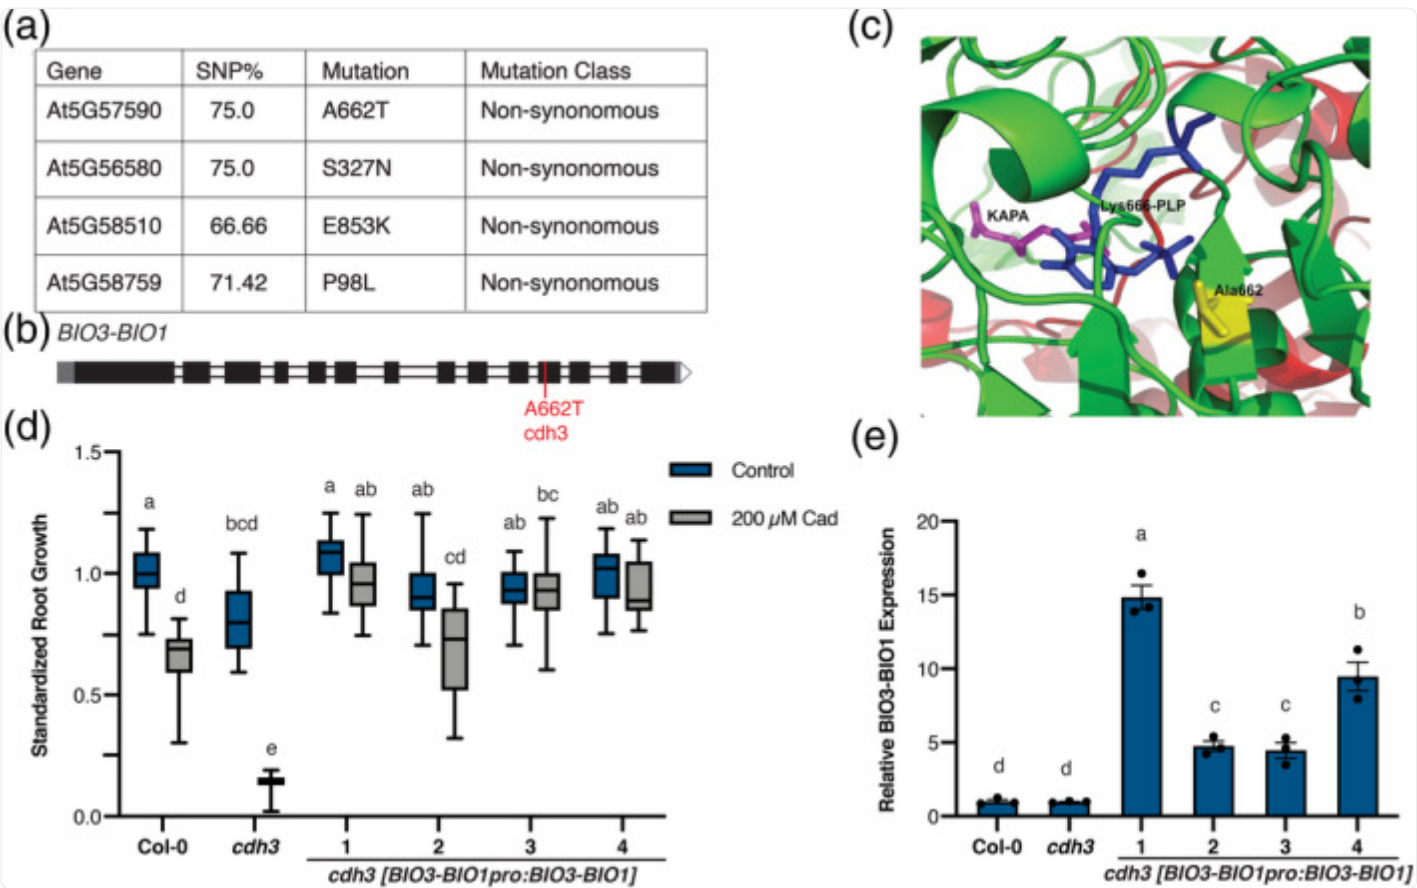 (a)
Gene SNP% Mutation Mutation Class
At5G57590 75.0 A662T Non-synonomous
At5G56580 75.0 S327N Non-synonomous
At5G58510 66.66 E853K Non-synonomous
At5G58759 71.42 P98L Non-synonomous
(b) BIO3-BIO1
A662T
cdh3
(c)
KAPA
Lys666-PLP
Ala662
(d)
Standardized Root Growth
1.5
1.0
0.5
0.0
a
d
bcd
e
a
ab
ab
cd
ab
bc
ab
ab
Control
200 µM Cad
Col-0 cdh3 1 2 3 4
cdh3 [BIO3-BIO1pro:BIO3-BIO1]
(e)
Relative BIO3-BIO1 Expression
20
15
10
5
0
d
d
a
c
c
b
Col-0 cdh3 1 2 3 4
cdh3 [BIO3-BIO1pro:BIO3-BIO1]